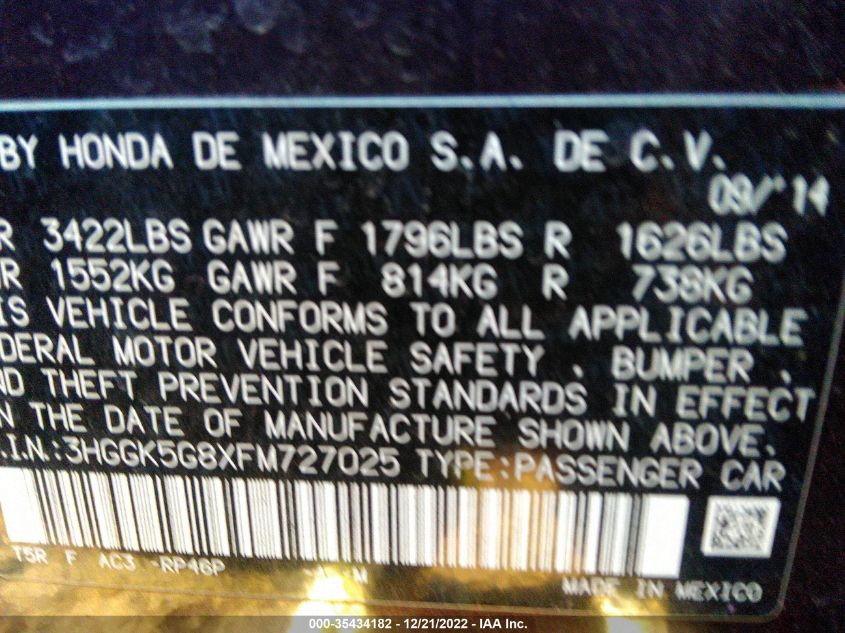 BY HONDA DE MEXICO S.A. DE C.V.
09/14
R 3422LBS GAWR F 1796LBS R 1626LBS
R 1552KG GAWR F 814KG R 738KG
IS VEHICLE CONFORMS TO ALL APPLICABLE
DERAL MOTOR VEHICLE SAFETY , BUMPER ,
ND THEFT PREVENTION STANDARDS IN EFFECT
N THE DATE OF MANUFACTURE SHOWN ABOVE.
.I.N.:3HGGK5G8XFM727025 TYPE:PASSENGER CAR
T5R F AC3 -RP46P -A M
MADE IN MEXICO
000-35434182 - 12/21/2022 - IAA Inc.